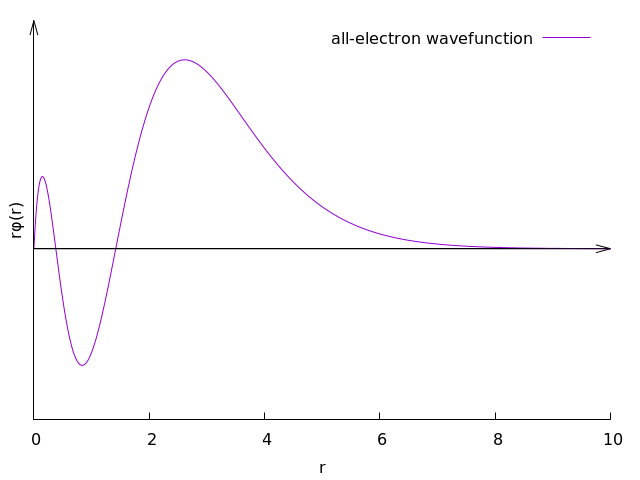 all-electron wavefunction
rφ(r)
0 2 4 6 8 10
r